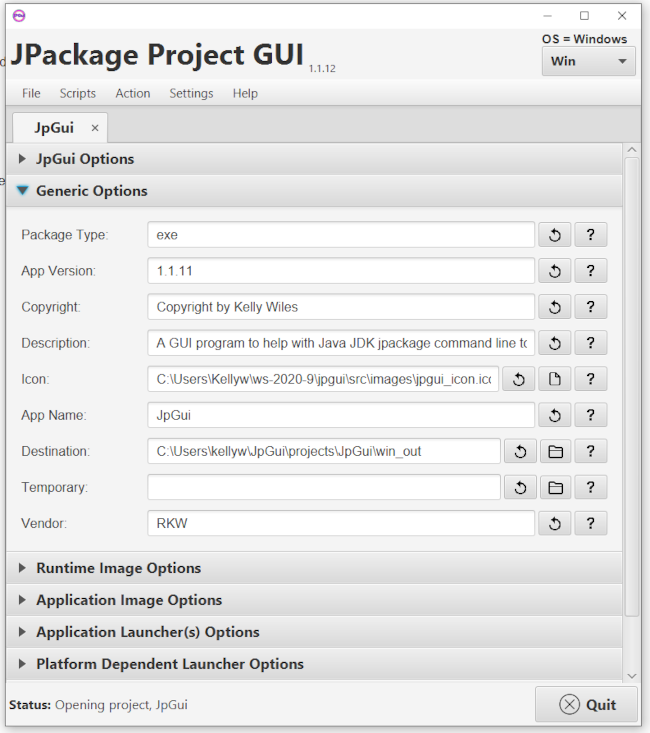 OS = Windows
JPackage Project GUI 1.1.12
Win
File Scripts Action Settings Help
JpGui ×
JpGui Options
Generic Options
Package Type: exe ?
App Version: 1.1.11 ?
Copyright: Copyright by Kelly Wiles ?
Description: A GUI program to help with Java JDK jpackage command line to ?
Icon: C:\Users\Kellyw\ws-2020-9\jpgui\src\images\jpgui_icon.ico ?
App Name: JpGui ?
Destination: C:\Users\kellyw\JpGui\projects\JpGui\win_out ?
Temporary: ?
Vendor: RKW ?
Runtime Image Options
Application Image Options
Application Launcher(s) Options
Platform Dependent Launcher Options
Status: Opening project, JpGui
Quit